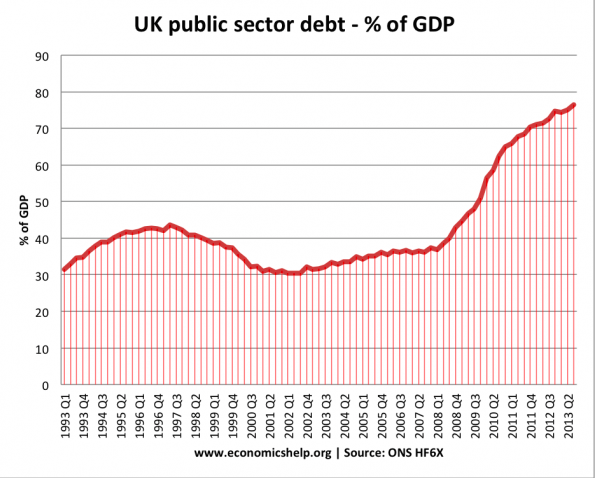 UK public sector debt - % of GDP
90
80
70
60
50
40
30
20
10
0
% of GDP
1993 Q1
1993 Q4
1994 Q3
1995 Q2
1996 Q1
1996 Q4
1997 Q3
1998 Q2
1999 Q1
1999 Q4
2000 Q3
2001 Q2
2002 Q1
2002 Q4
2003 Q3
2004 Q2
2005 Q1
2005 Q4
2006 Q3
2007 Q2
2008 Q1
2008 Q4
2009 Q3
2010 Q2
2011 Q1
2011 Q4
2012 Q3
2013 Q2
www.economicshelp.org | Source: ONS HF6X